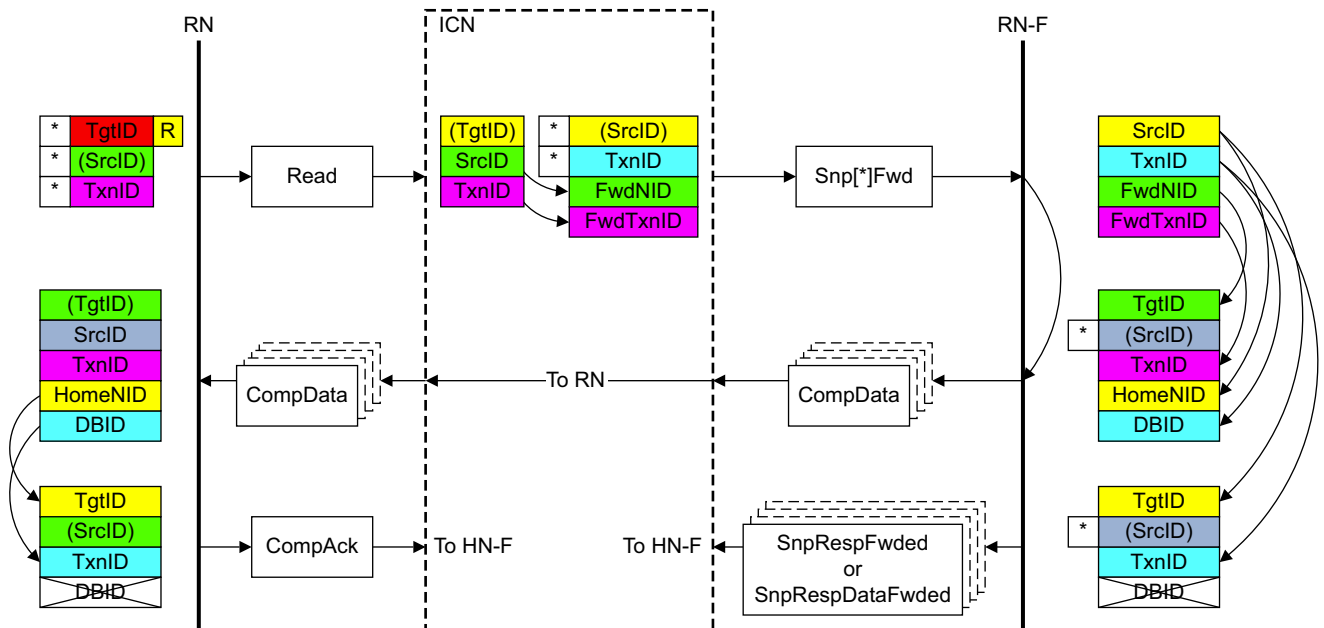 RN
ICN
RN-F
* TgtID R
* (SrcID)
* TxnID
Read
(TgtID)
SrcID
TxnID
* (SrcID)
* TxnID
FwdNID
FwdTxnID
Snp[*]Fwd
SrcID
TxnID
FwdNID
FwdTxnID
(TgtID)
SrcID
TxnID
HomeNID
DBID
CompData
To RN
CompData
TgtID
* (SrcID)
TxnID
HomeNID
DBID
TgtID
(SrcID)
TxnID
DBID
CompAck
To HN-F
To HN-F
SnpRespFwded
or
SnpRespDataFwded
TgtID
* (SrcID)
TxnID
DBID